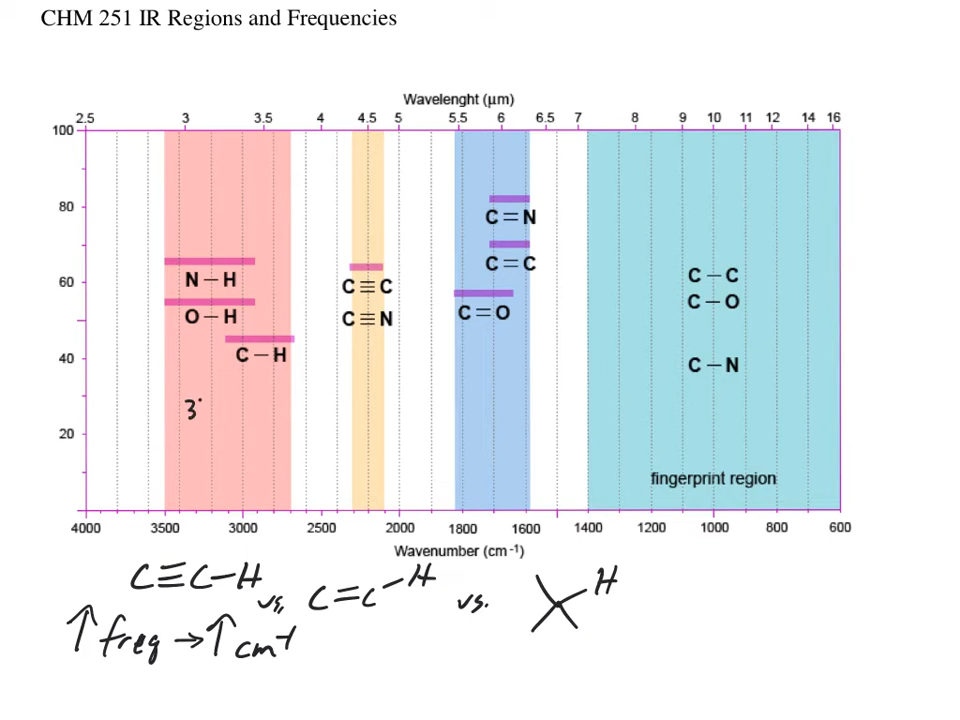 CHM 251 IR Regions and Frequencies
Wavelenght (μm)
2.5 3 3.5 4 4.5 5 5.5 6 6.5 7 8 9 10 11 12 14 16
100
80
60
40
20
C=N
C=C
C=O
N-H
O-H
C-H
C≡C
C≡N
C-C
C-O
C-N
3
fingerprint region
4000 3500 3000 2500 2000 1800 1600 1400 1200 1000 800 600
Wavenumber (cm-1)
C≡C-H vs. C=C-H vs. H
↑ freq → ↑ cm-1